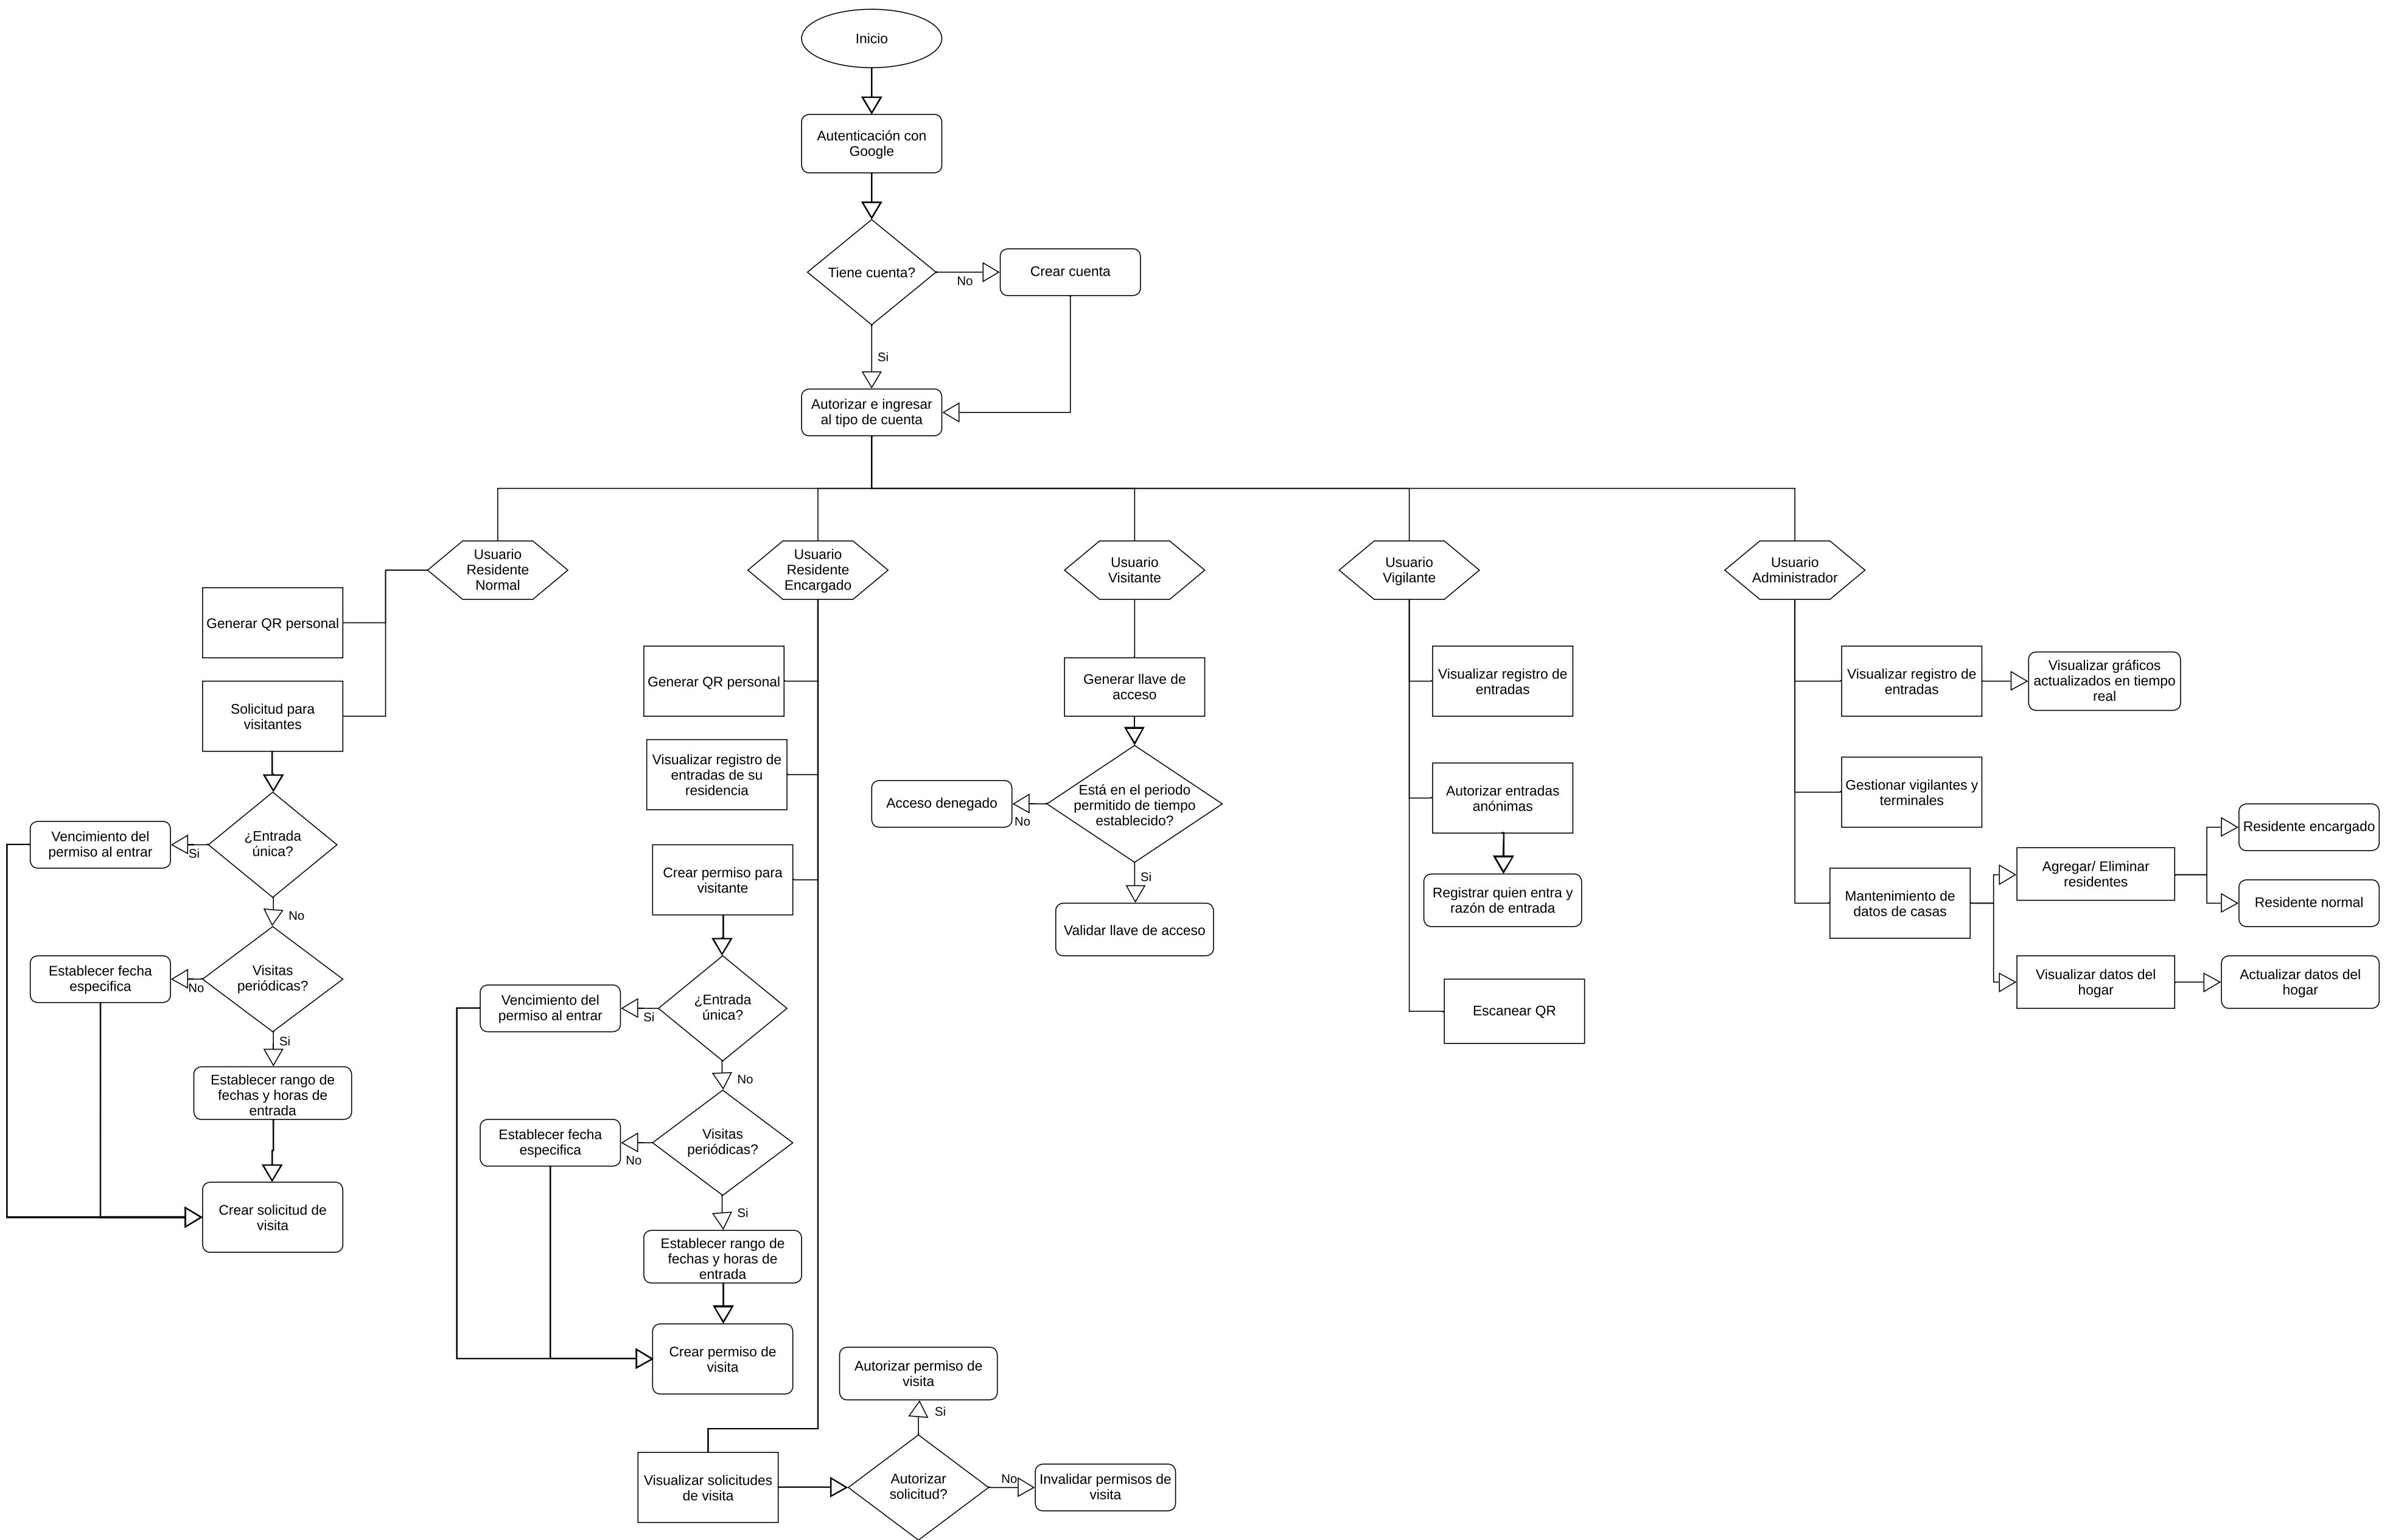 Inicio
Autenticación con
Google
Tiene cuenta?
No
Crear cuenta
Si
Autorizar e ingresar
al tipo de cuenta
Usuario
Residente
Normal
Generar QR personal
Solicitud para
visitantes
¿Entrada
única?
Si
Vencimiento del
permiso al entrar
No
Visitas
periódicas?
No
Establecer fecha
especifica
Si
Establecer rango de
fechas y horas de
entrada
Crear solicitud de
visita
Usuario
Residente
Encargado
Generar QR personal
Visualizar registro de
entradas de su
residencia
Crear permiso para
visitante
¿Entrada
única?
Si
Vencimiento del
permiso al entrar
No
Visitas
periódicas?
No
Establecer fecha
especifica
Si
Establecer rango de
fechas y horas de
entrada
Crear permiso de
visita
Visualizar solicitudes
de visita
Autorizar
solicitud?
Si
Autorizar permiso de
visita
No
Invalidar permisos de
visita
Usuario
Visitante
Generar llave de
acceso
Está en el periodo
permitido de tiempo
establecido?
No
Acceso denegado
Si
Validar llave de acceso
Usuario
Vigilante
Visualizar registro de
entradas
Autorizar entradas
anónimas
Registrar quien entra y
razón de entrada
Escanear QR
Usuario
Administrador
Visualizar registro de
entradas
Visualizar gráficos
actualizados en tiempo
real
Gestionar vigilantes y
terminales
Mantenimiento de
datos de casas
Agregar/ Eliminar
residentes
Residente encargado
Residente normal
Visualizar datos del
hogar
Actualizar datos del
hogar